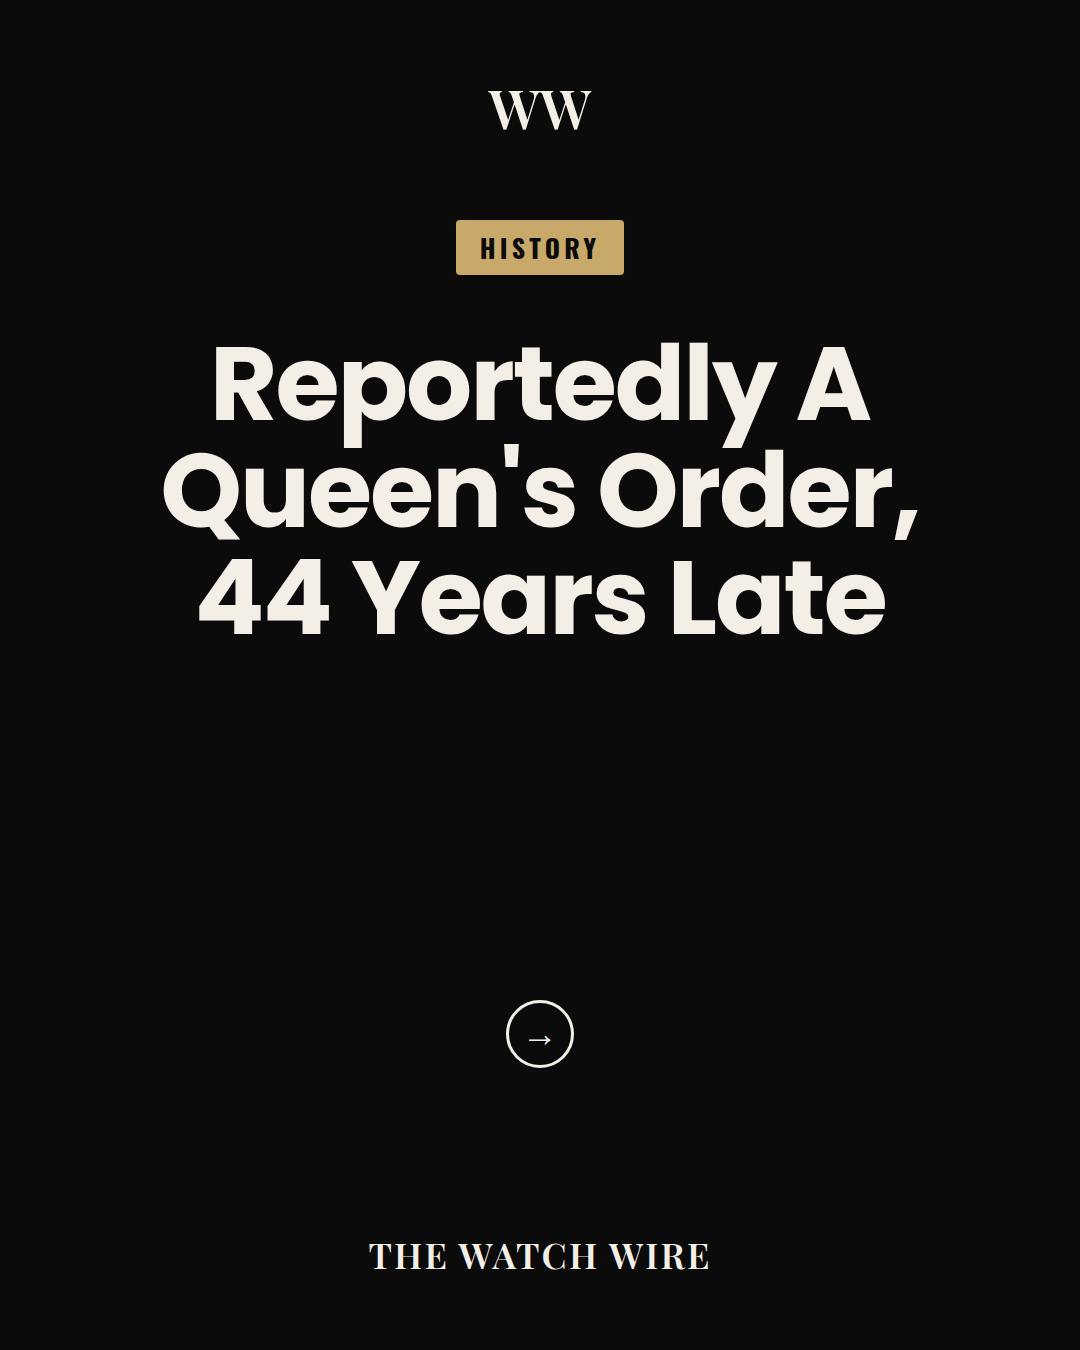 WW
HISTORY
Reportedly A
Queen's Order,
44 Years Late
→
THE WATCH WIRE